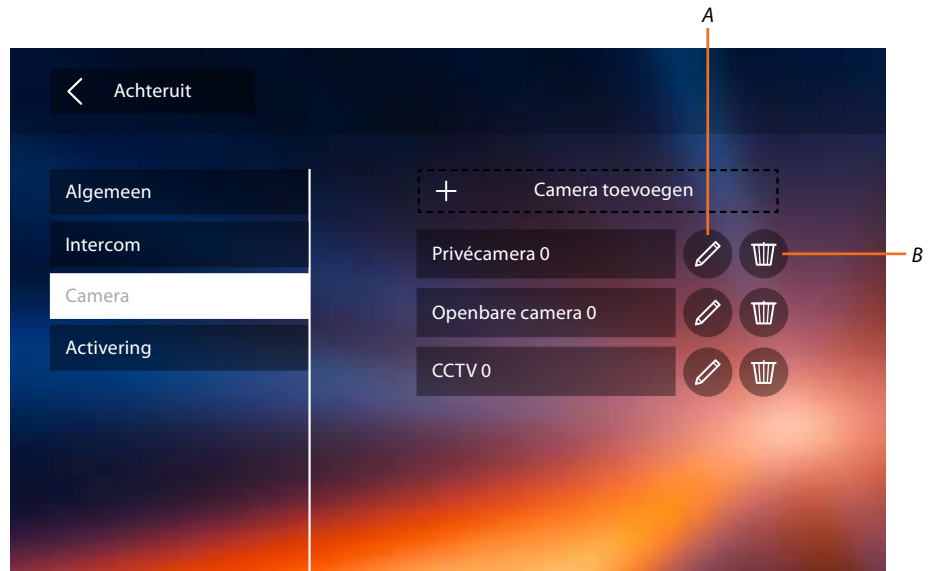 A
Achteruit
Algemeen
Intercom
Camera
Activering
Camera toevoegen
Privécamera 0
B
Openbare camera 0
CCTV 0